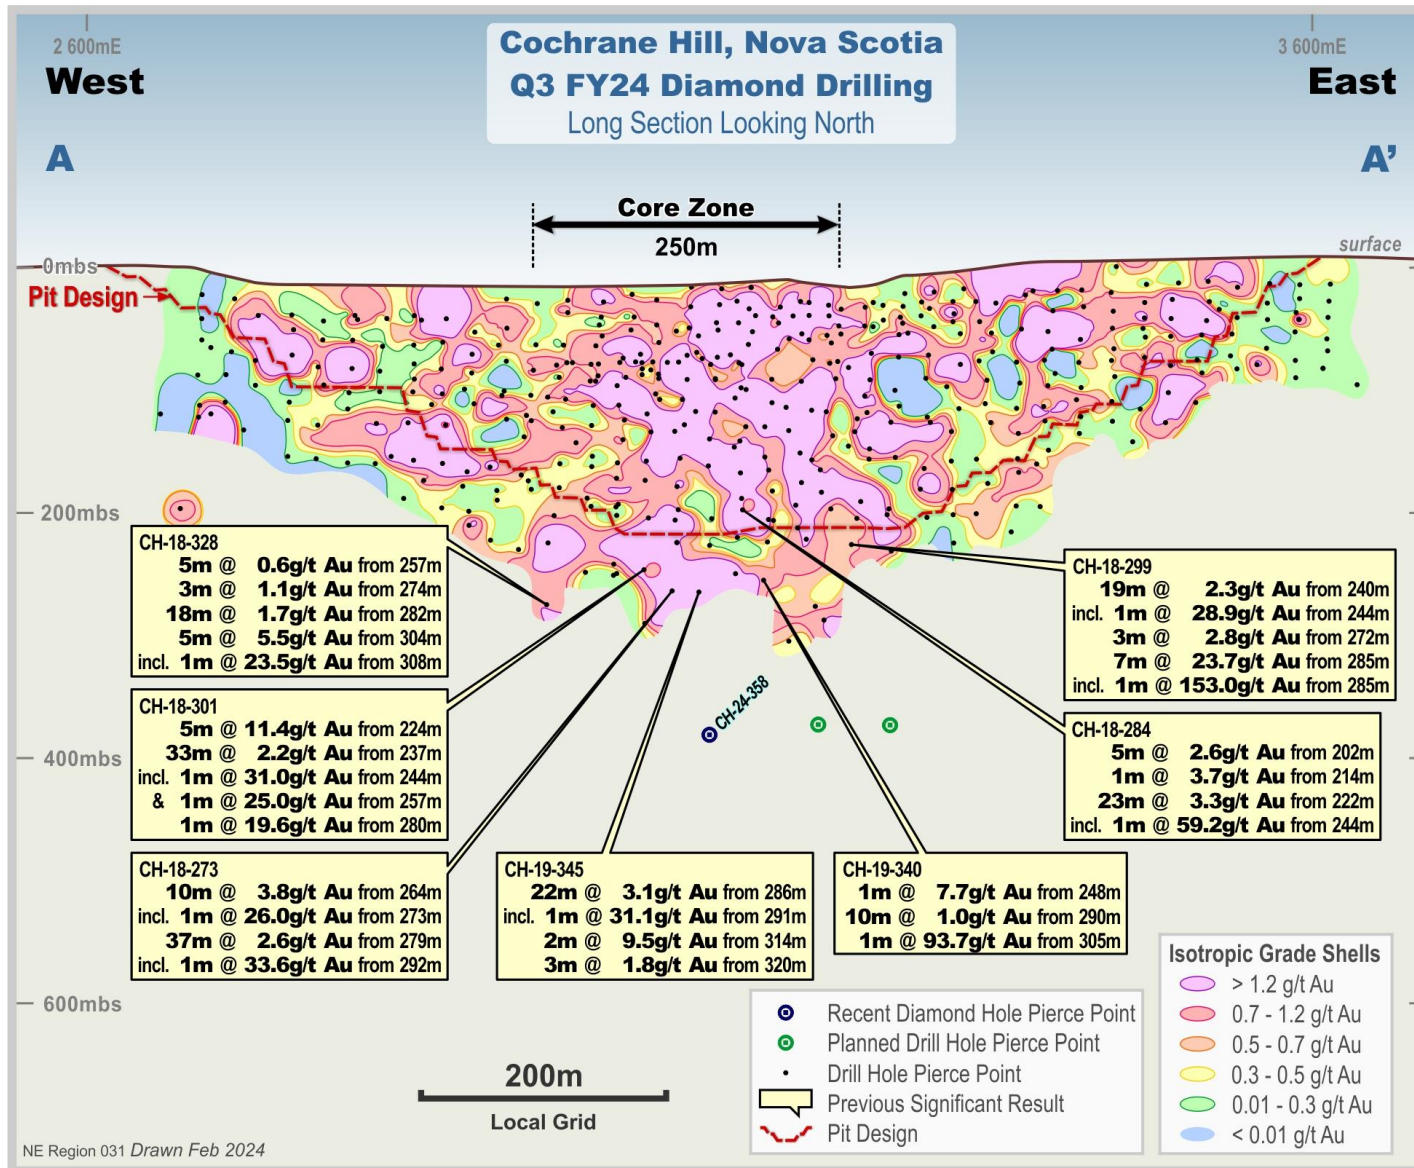 2 600mE
3 600mE
West
East
Cochrane Hill, Nova Scotia
Q3 FY24 Diamond Drilling
Long Section Looking North
A
A’
Core Zone
250m
surface
0mbs
Pit Design
200mbs
400mbs
600mbs
CH-18-328
5m @ 0.6g/t Au from 257m
3m @ 1.1g/t Au from 274m
18m @ 1.7g/t Au from 282m
5m @ 5.5g/t Au from 304m
incl. 1m @ 23.5g/t Au from 308m
CH-18-301
5m @ 11.4g/t Au from 224m
33m @ 2.2g/t Au from 237m
incl. 1m @ 31.0g/t Au from 244m
& 1m @ 25.0g/t Au from 257m
1m @ 19.6g/t Au from 280m
CH-18-273
10m @ 3.8g/t Au from 264m
incl. 1m @ 26.0g/t Au from 273m
37m @ 2.6g/t Au from 279m
incl. 1m @ 33.6g/t Au from 292m
CH-19-345
22m @ 3.1g/t Au from 286m
incl. 1m @ 31.1g/t Au from 291m
2m @ 9.5g/t Au from 314m
3m @ 1.8g/t Au from 320m
CH-19-340
1m @ 7.7g/t Au from 248m
10m @ 1.0g/t Au from 290m
1m @ 93.7g/t Au from 305m
CH-18-299
19m @ 2.3g/t Au from 240m
incl. 1m @ 28.9g/t Au from 244m
3m @ 2.8g/t Au from 272m
7m @ 23.7g/t Au from 285m
incl. 1m @ 153.0g/t Au from 285m
CH-18-284
5m @ 2.6g/t Au from 202m
1m @ 3.7g/t Au from 214m
23m @ 3.3g/t Au from 222m
incl. 1m @ 59.2g/t Au from 244m
CH-24-358
200m
Local Grid
Recent Diamond Hole Pierce Point
Planned Drill Hole Pierce Point
Drill Hole Pierce Point
Previous Significant Result
Pit Design
Isotropic Grade Shells
> 1.2 g/t Au
0.7 - 1.2 g/t Au
0.5 - 0.7 g/t Au
0.3 - 0.5 g/t Au
0.01 - 0.3 g/t Au
< 0.01 g/t Au
NE Region 031 Drawn Feb 2024